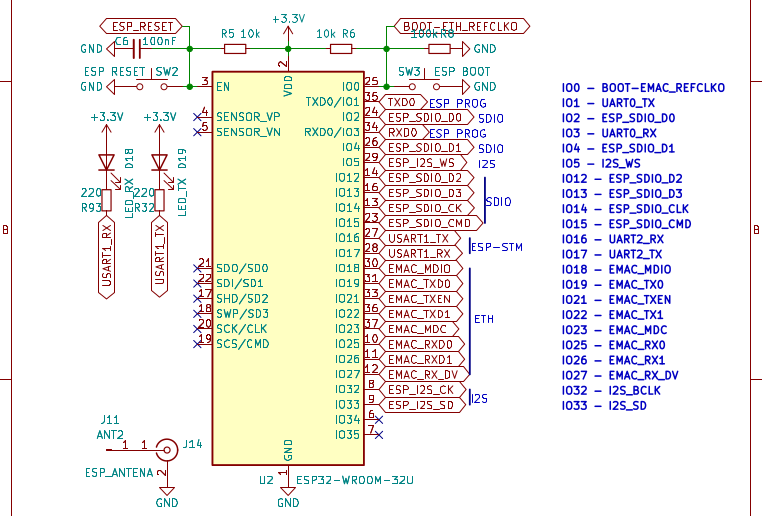 ESP_RESET
+3.3V
BOOT-ETH_REFCLKO
R5 10k
10k R6
GND
C6
100nF
100k
R8
GND
ESP RESET
SW2
2
VDD
SW3
ESP BOOT
GND
3
EN
IO0
25
GND
TXD0/IO1
35
TXD0
ESP PROG
+3.3V
+3.3V
4
SENSOR_VP
IO2
24
ESP_SDIO_D0
SDIO
5
SENSOR_VN
RXD0/IO3
34
RXD0
ESP PROG
IO4
26
ESP_SDIO_D1
SDIO
D18
D19
IO5
29
ESP_I2S_WS
I2S
LED_RX
LED_TX
IO12
14
ESP_SDIO_D2
220
R93
220
R32
IO13
16
ESP_SDIO_D3
SDIO
IO14
13
ESP_SDIO_CK
IO15
23
ESP_SDIO_CMD
USART1_RX
USART1_TX
IO16
27
USART1_TX
ESP-STM
IO17
28
USART1_RX
21
SDO/SD0
IO18
30
EMAC_MDIO
22
SDI/SD1
IO19
31
EMAC_TXD0
17
SHD/SD2
IO21
33
EMAC_TXEN
18
SWP/SD3
IO22
36
EMAC_TXD1
ETH
20
SCK/CLK
IO23
37
EMAC_MDC
19
SCS/CMD
IO25
10
EMAC_RXD0
IO26
11
EMAC_RXD1
IO27
12
EMAC_RX_DV
IO32
8
ESP_I2S_CK
I2S
IO33
9
ESP_I2S_SD
IO34
6
IO35
7
J11
ANT2
1
1
J14
ESP_ANTENA
2
GND
GND
1
U2
ESP32-WROOM-32U
GND
IO0 - BOOT-EMAC_REFCLKO
IO1 - UART0_TX
IO2 - ESP_SDIO_D0
IO3 - UART0_RX
IO4 - ESP_SDIO_D1
IO5 - I2S_WS
IO12 - ESP_SDIO_D2
IO13 - ESP_SDIO_D3
IO14 - ESP_SDIO_CLK
IO15 - ESP_SDIO_CMD
IO16 - UART2_RX
IO17 - UART2_TX
IO18 - EMAC_MDIO
IO19 - EMAC_TX0
IO21 - EMAC_TXEN
IO22 - EMAC_TX1
IO23 - EMAC_MDC
IO25 - EMAC_RX0
IO26 - EMAC_RX1
IO27 - EMAC_RX_DV
IO32 - I2S_BCLK
IO33 - I2S_SD
B
B